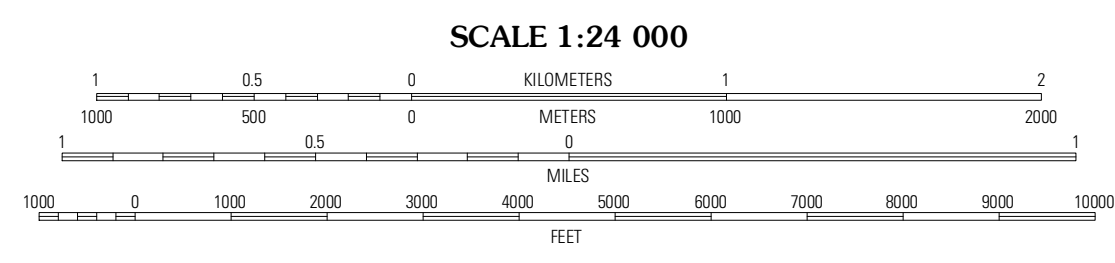 SCALE 1:24 000
1 0.5 0 KILOMETERS 1 2
1000 500 0 METERS 1000 2000
1 0.5 0 1
MILES
1000 0 1000 2000 3000 4000 5000 6000 7000 8000 9000 10000
FEET